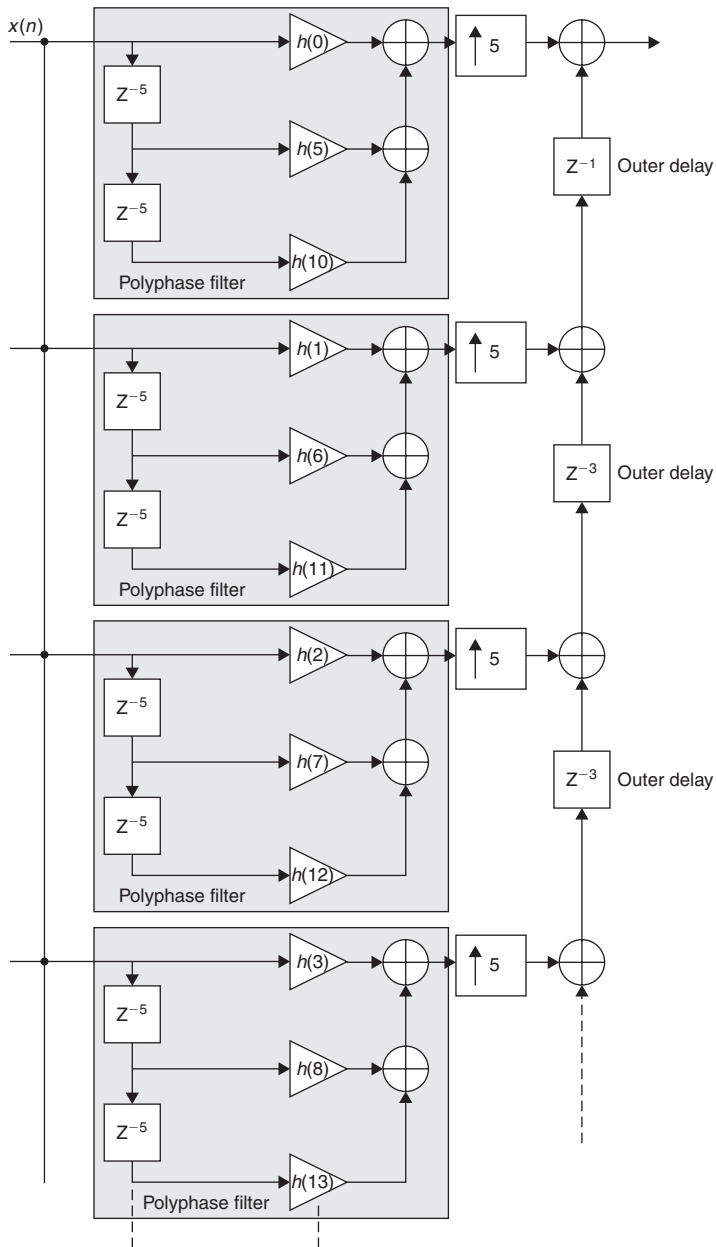 x(n)
h(0)
↑ 5
Z⁻⁵
h(5)
Z⁻¹ Outer delay
Z⁻⁵
h(10)
Polyphase filter
h(1)
↑ 5
Z⁻⁵
h(6)
Z⁻³ Outer delay
Z⁻⁵
h(11)
Polyphase filter
h(2)
↑ 5
Z⁻⁵
h(7)
Z⁻³ Outer delay
Z⁻⁵
h(12)
Polyphase filter
h(3)
↑ 5
Z⁻⁵
h(8)
Z⁻⁵
h(13)
Polyphase filter